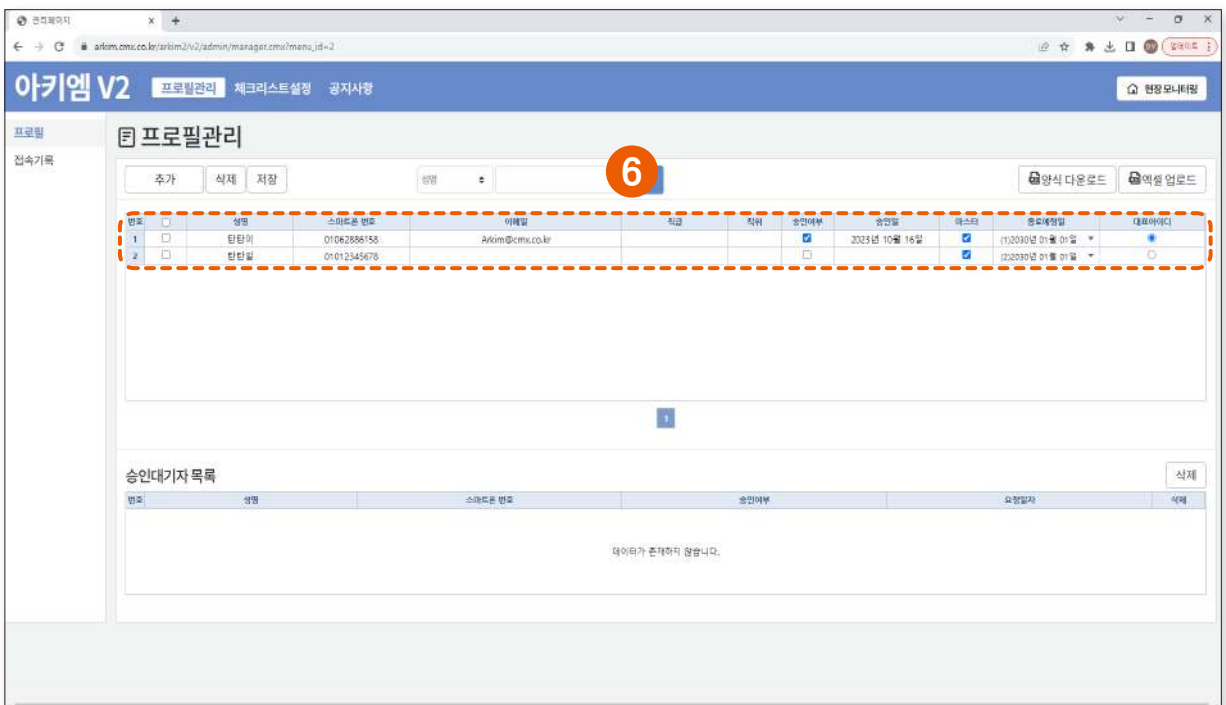 관리페이지
arkim.cmx.co.kr/arkim2/v2/admin/manager.cmx?menu_id=2
업데이트
아키엠 V2 프로필관리 체크리스트설정 공지사항 현장모니터링
프로필
접속기록
프로필관리
추가 삭제 저장 성명 6 양식 다운로드 엑셀 업로드
번호 성명 스마트폰 번호 이메일 직급 직위 승인여부 승인일 마스터 종료예정일 대표아이디
1 탄탄이 01062886158 Arkim@cmx.co.kr 2023년 10월 16일 (1)2030년 01월 01일
2 탄탄일 01012345678 (2)2030년 01월 01일
1
승인대기자 목록 삭제
번호 성명 스마트폰 번호 승인여부 요청일자 삭제
데이터가 존재하지 않습니다.